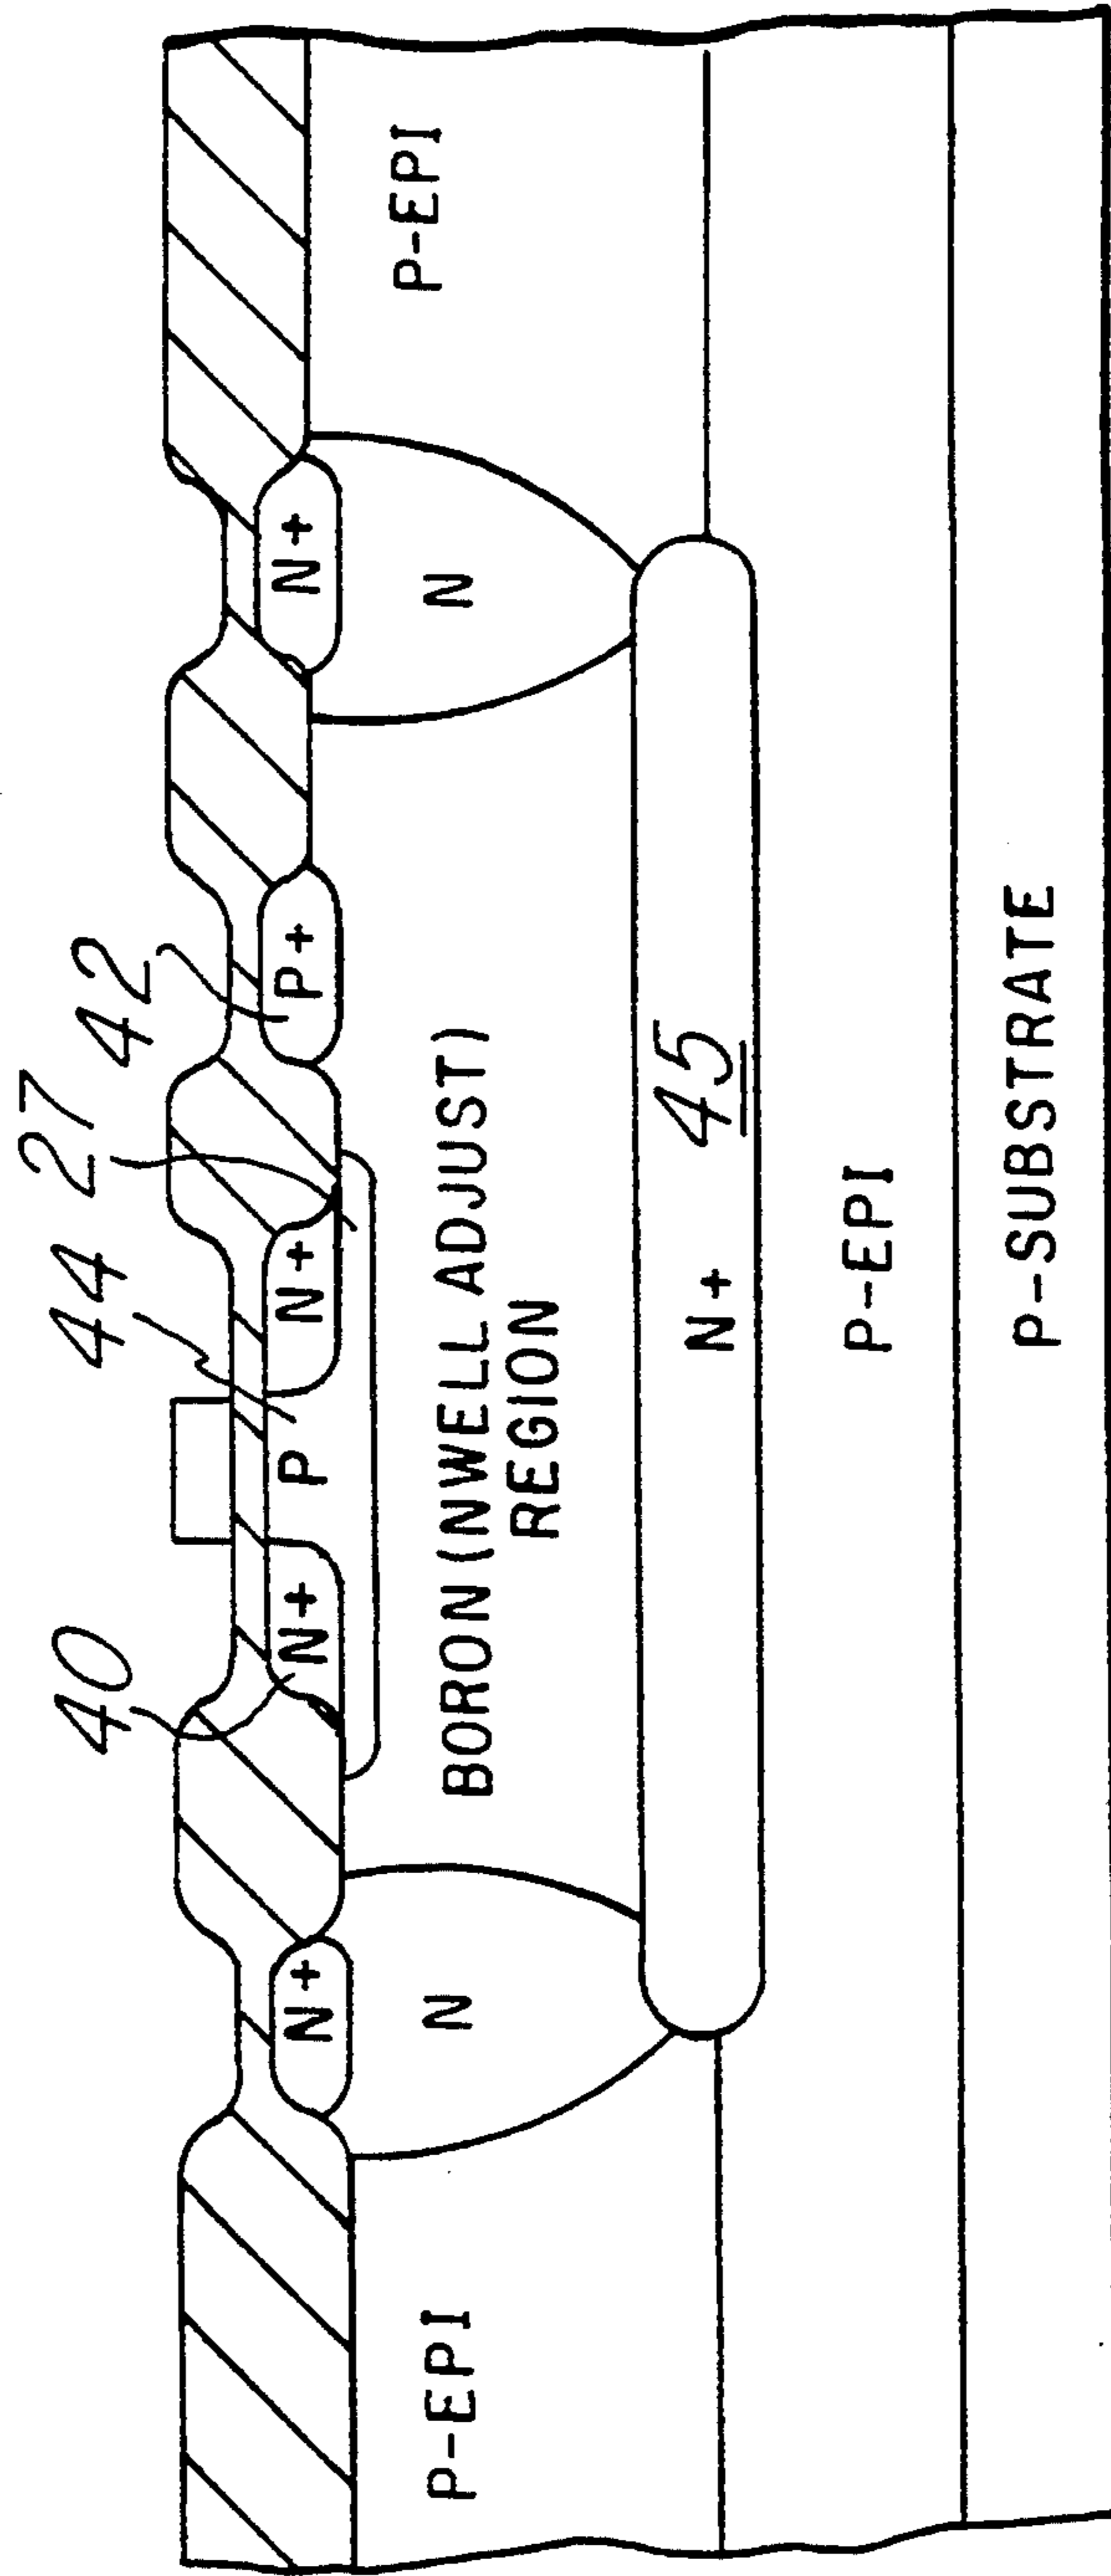 40
44
27
42
N+
N+
P
N+
P+
N+
P-EPI
N
BORON (NWELL ADJUST)
REGION
N
P-EPI
N+ 45
P-EPI
P-SUBSTRATE